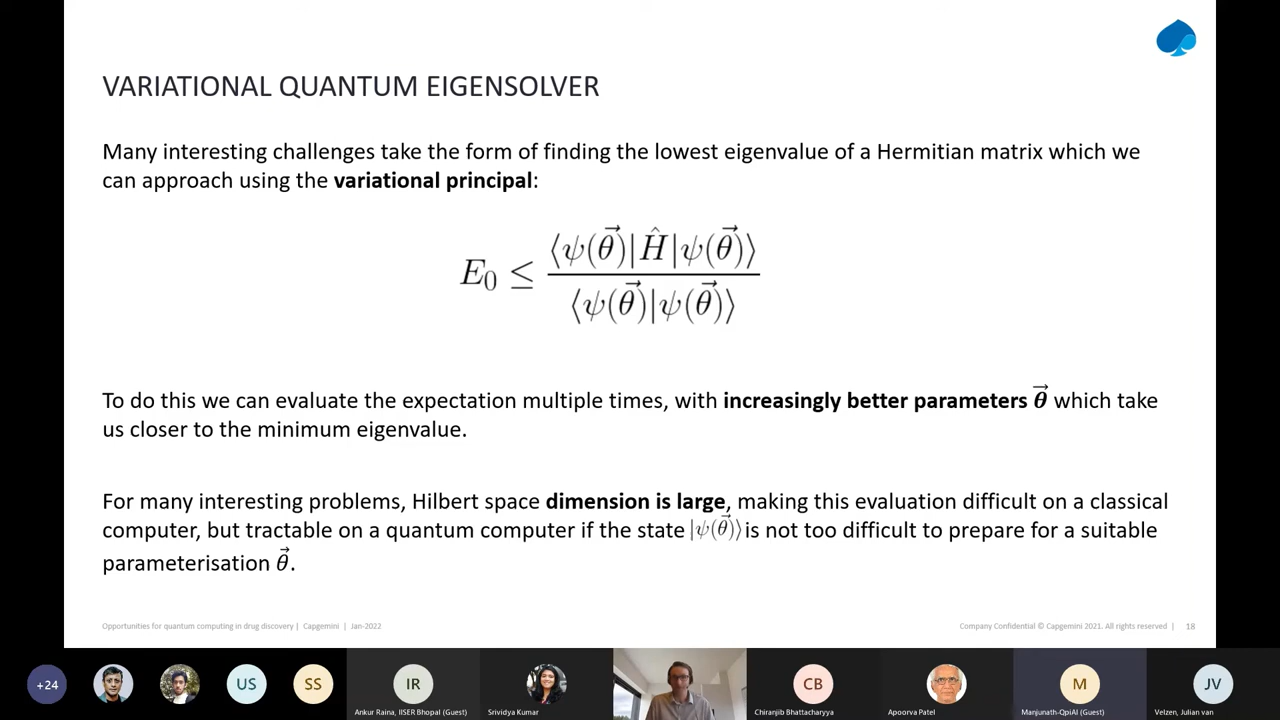 VARIATIONAL QUANTUM EIGENSOLVER
Many interesting challenges take the form of finding the lowest eigenvalue of a Hermitian matrix which we
can approach using the variational principal:
E₀ ≤ ⟨ψ(θ⃗)|Ĥ|ψ(θ⃗)⟩ / ⟨ψ(θ⃗)|ψ(θ⃗)⟩
To do this we can evaluate the expectation multiple times, with increasingly better parameters θ⃗ which take
us closer to the minimum eigenvalue.
For many interesting problems, Hilbert space dimension is large, making this evaluation difficult on a classical
computer, but tractable on a quantum computer if the state |ψ(θ⃗)⟩ is not too difficult to prepare for a suitable
parameterisation θ⃗.
Opportunities for quantum computing in drug discovery | Capgemini | Jan-2022
Company Confidential © Capgemini 2021. All rights reserved | 18
+24
US
SS
IR
CB
M
JV
Ankur Raina, IISER Bhopal (Guest)
Srividya Kumar
Chiranjib Bhattacharyya
Apoorva Patel
Manjunath-QpiAI (Guest)
Velzen, Julian van